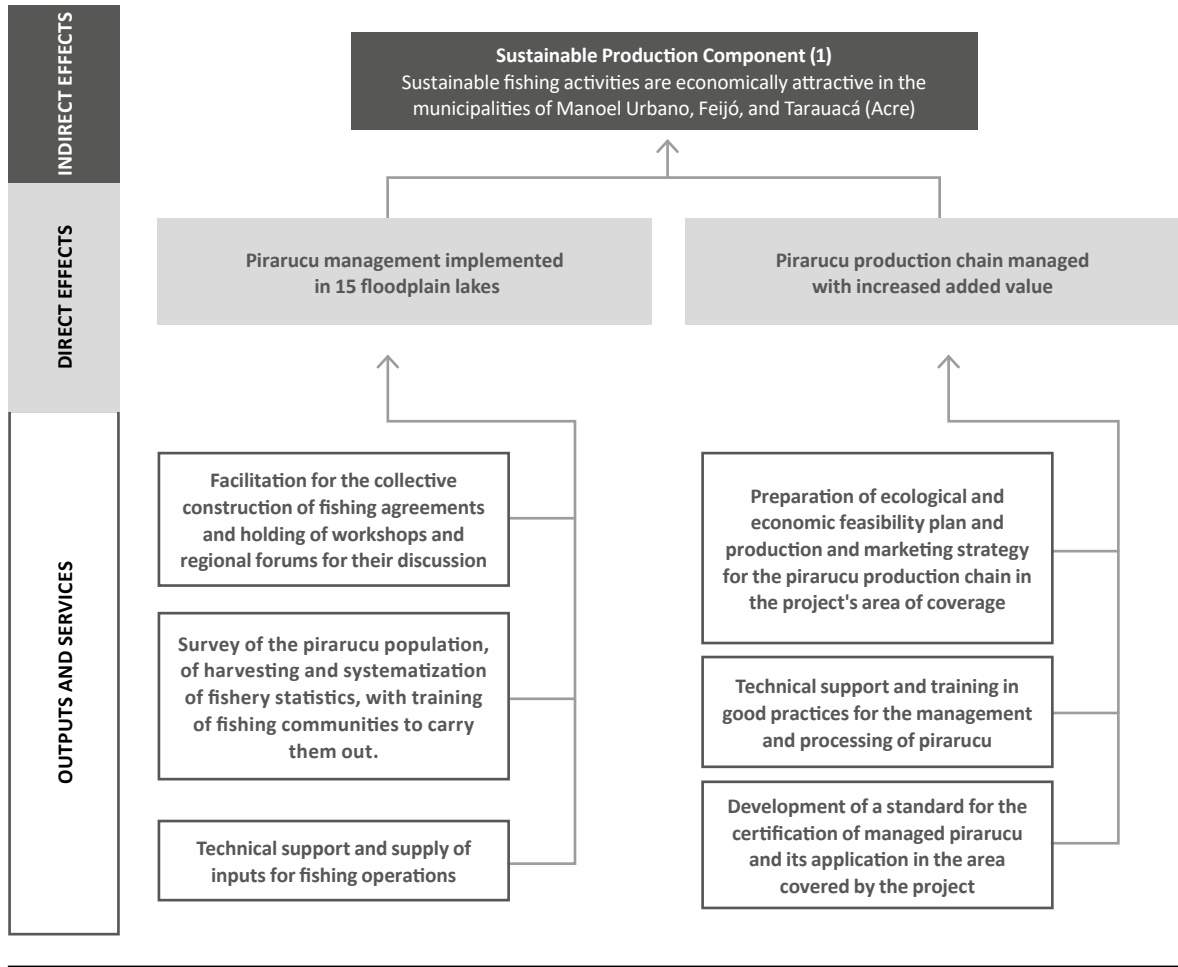 INDIRECT EFFECTS
Sustainable Production Component (1)
Sustainable fishing activities are economically attractive in the
municipalities of Manoel Urbano, Feijó, and Tarauacá (Acre)
DIRECT EFFECTS
Pirarucu management implemented
in 15 floodplain lakes
Pirarucu production chain managed
with increased added value
OUTPUTS AND SERVICES
Facilitation for the collective
construction of fishing agreements
and holding of workshops and
regional forums for their discussion
Survey of the pirarucu population,
of harvesting and systematization
of fishery statistics, with training
of fishing communities to carry
them out.
Technical support and supply of
inputs for fishing operations
Preparation of ecological and
economic feasibility plan and
production and marketing strategy
for the pirarucu production chain in
the project's area of coverage
Technical support and training in
good practices for the management
and processing of pirarucu
Development of a standard for the
certification of managed pirarucu
and its application in the area
covered by the project